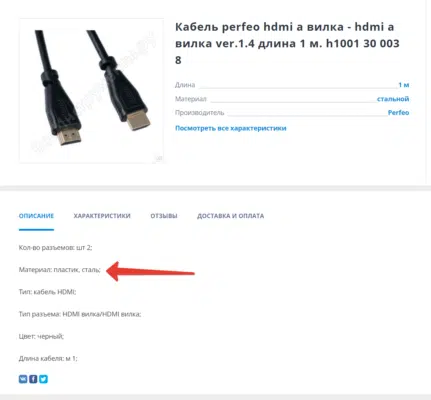 Кабель perfeo hdmi a вилка - hdmi a
вилка ver.1.4 длина 1 м. h1001 30 003
8
Длина 1 м
Материал стальной
Производитель Perfeo
Посмотреть все характеристики
ОПИСАНИЕ ХАРАКТЕРИСТИКИ ОТЗЫВЫ ДОСТАВКА И ОПЛАТА
Кол-во разъемов: шт 2;
Материал: пластик, сталь;
Тип: кабель HDMI;
Тип разъема: HDMI вилка/HDMI вилка;
Цвет: черный;
Длина кабеля: м 1;